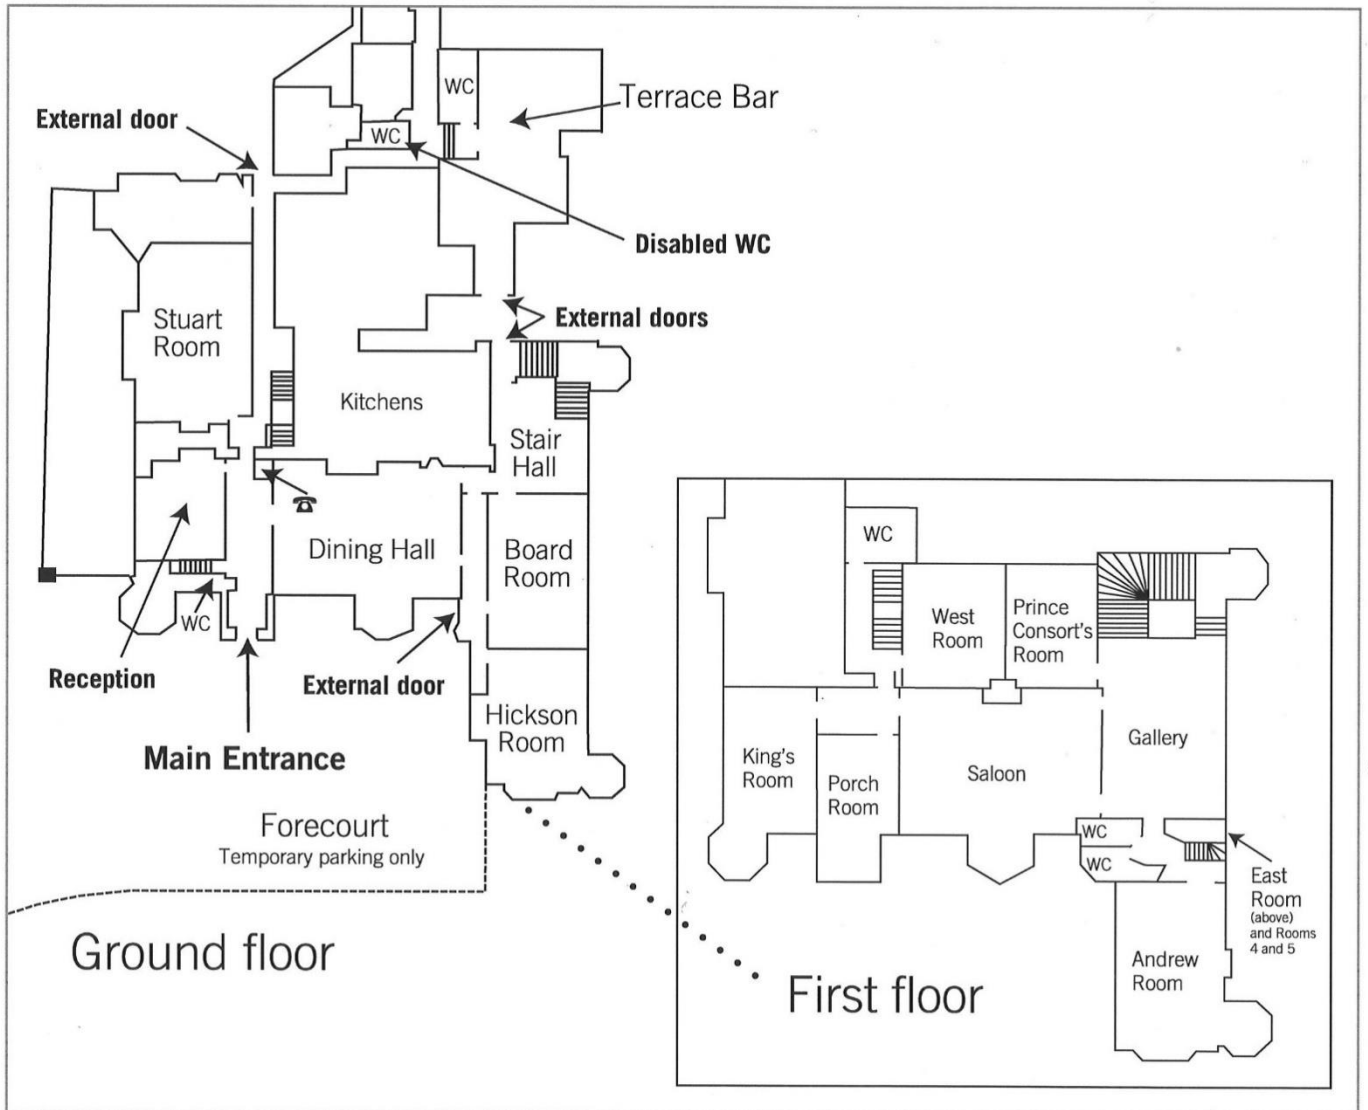 WC
Terrace Bar
External door
WC
Disabled WC
Stuart
Room
External doors
Kitchens
Stair
Hall
Dining Hall
Board
Room
WC
Reception
External door
Hickson
Room
Main Entrance
Forecourt
Temporary parking only
Ground floor
WC
West
Room
Prince
Consort's
Room
King's
Room
Porch
Room
Saloon
Gallery
WC
WC
East
Room
(above)
and Rooms
4 and 5
Andrew
Room
First floor